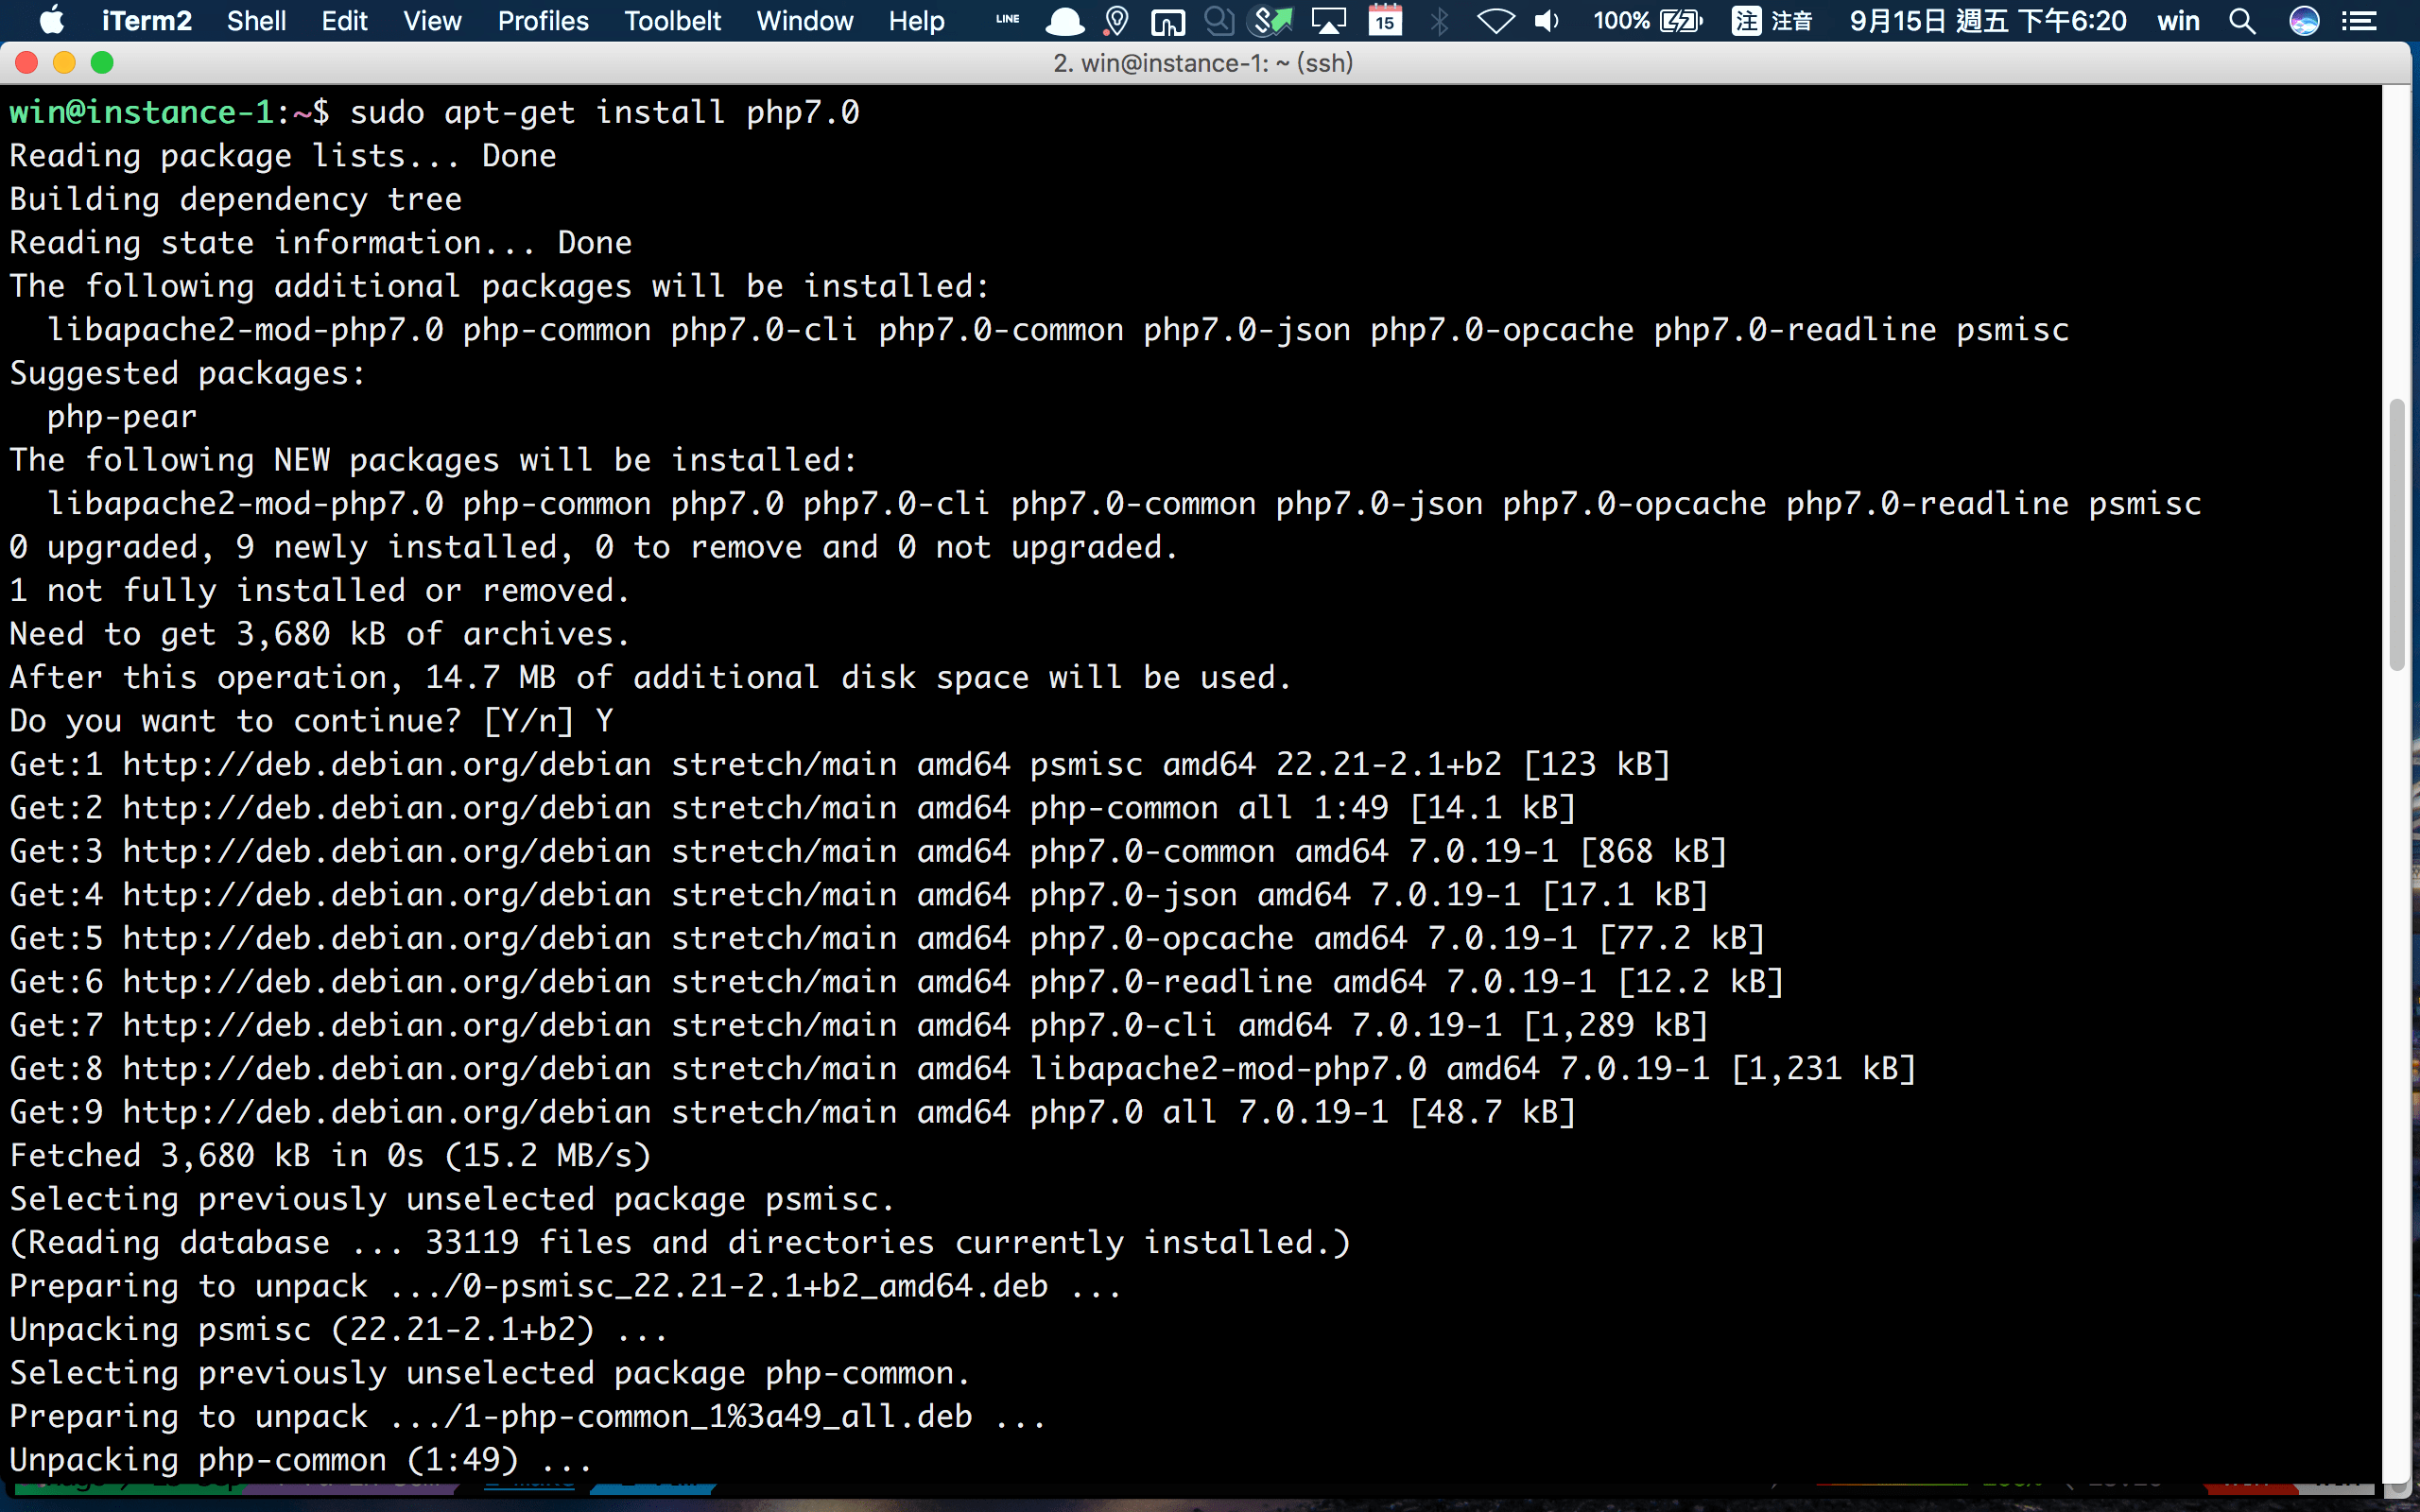 iTerm2 Shell Edit View Profiles Toolbelt Window Help LINE 15 100% 注 注音 9月15日 週五 下午6:20 win
2. win@instance-1: ~ (ssh)
win@instance-1:~$ sudo apt-get install php7.0
Reading package lists... Done
Building dependency tree
Reading state information... Done
The following additional packages will be installed:
  libapache2-mod-php7.0 php-common php7.0-cli php7.0-common php7.0-json php7.0-opcache php7.0-readline psmisc
Suggested packages:
  php-pear
The following NEW packages will be installed:
  libapache2-mod-php7.0 php-common php7.0 php7.0-cli php7.0-common php7.0-json php7.0-opcache php7.0-readline psmisc
0 upgraded, 9 newly installed, 0 to remove and 0 not upgraded.
1 not fully installed or removed.
Need to get 3,680 kB of archives.
After this operation, 14.7 MB of additional disk space will be used.
Do you want to continue? [Y/n] Y
Get:1 http://deb.debian.org/debian stretch/main amd64 psmisc amd64 22.21-2.1+b2 [123 kB]
Get:2 http://deb.debian.org/debian stretch/main amd64 php-common all 1:49 [14.1 kB]
Get:3 http://deb.debian.org/debian stretch/main amd64 php7.0-common amd64 7.0.19-1 [868 kB]
Get:4 http://deb.debian.org/debian stretch/main amd64 php7.0-json amd64 7.0.19-1 [17.1 kB]
Get:5 http://deb.debian.org/debian stretch/main amd64 php7.0-opcache amd64 7.0.19-1 [77.2 kB]
Get:6 http://deb.debian.org/debian stretch/main amd64 php7.0-readline amd64 7.0.19-1 [12.2 kB]
Get:7 http://deb.debian.org/debian stretch/main amd64 php7.0-cli amd64 7.0.19-1 [1,289 kB]
Get:8 http://deb.debian.org/debian stretch/main amd64 libapache2-mod-php7.0 amd64 7.0.19-1 [1,231 kB]
Get:9 http://deb.debian.org/debian stretch/main amd64 php7.0 all 7.0.19-1 [48.7 kB]
Fetched 3,680 kB in 0s (15.2 MB/s)
Selecting previously unselected package psmisc.
(Reading database ... 33119 files and directories currently installed.)
Preparing to unpack .../0-psmisc_22.21-2.1+b2_amd64.deb ...
Unpacking psmisc (22.21-2.1+b2) ...
Selecting previously unselected package php-common.
Preparing to unpack .../1-php-common_1%3a49_all.deb ...
Unpacking php-common (1:49) ...